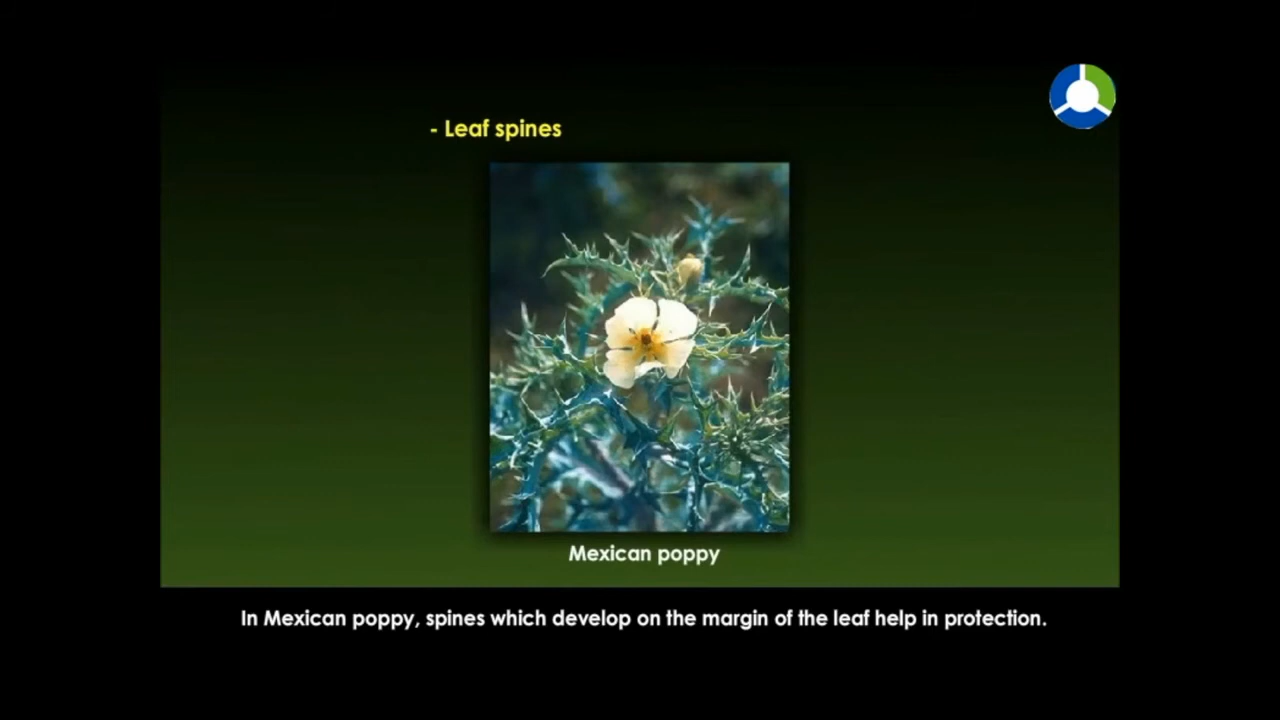 - Leaf spines
Mexican poppy
In Mexican poppy, spines which develop on the margin of the leaf help in protection.